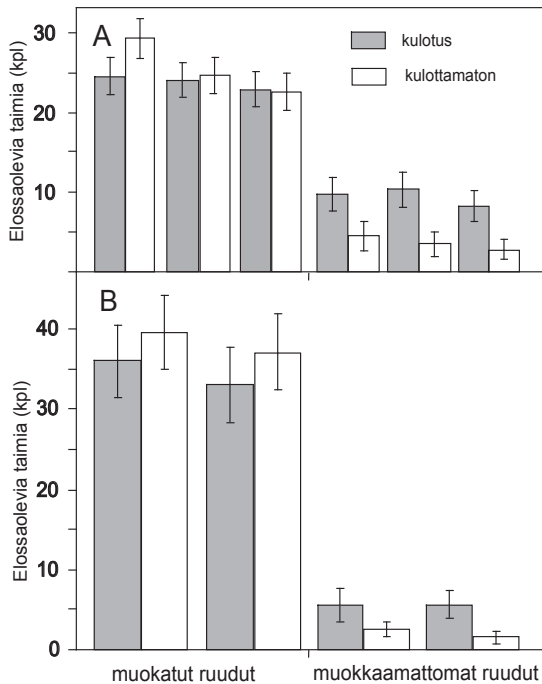 A
30
20
10
Elossaolevia taimia (kpl)
kulotus
kulottamaton
B
40
30
20
10
0
Elossaolevia taimia (kpl)
muokatut ruudut
muokkaamattomat ruudut